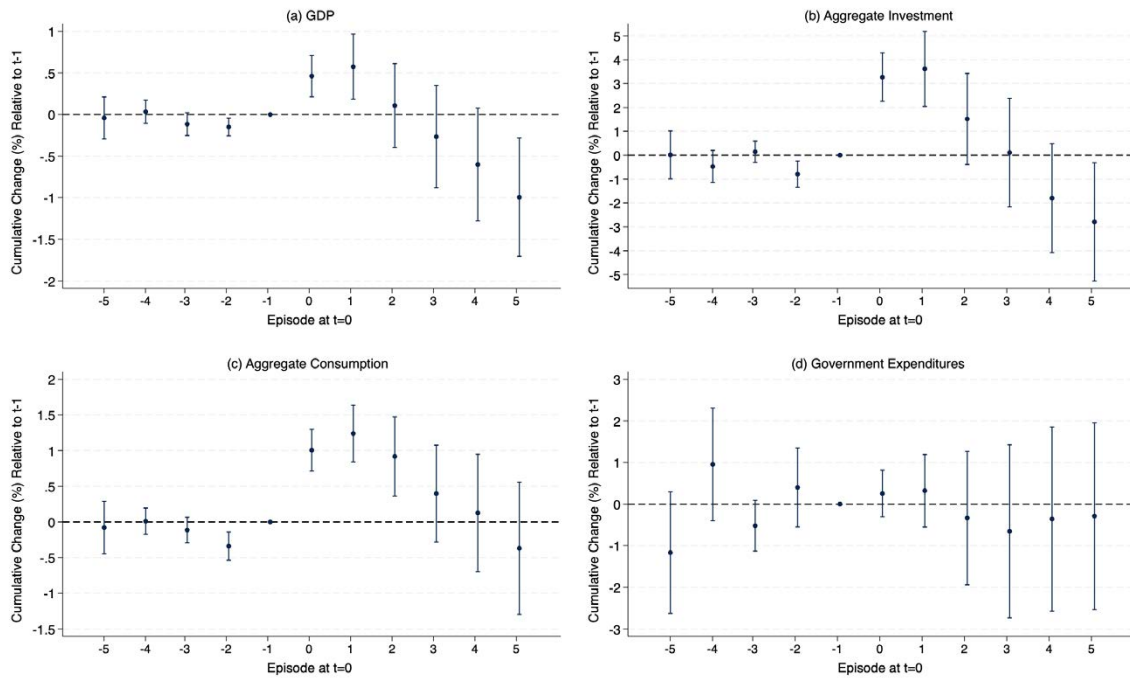 (a) GDP
Cumulative Change (%) Relative to t-1
1
.5
0
-.5
-1
-1.5
-2
-5 -4 -3 -2 -1 0 1 2 3 4 5
Episode at t=0
(b) Aggregate Investment
Cumulative Change (%) Relative to t-1
5
4
3
2
1
0
-1
-2
-3
-4
-5
-5 -4 -3 -2 -1 0 1 2 3 4 5
Episode at t=0
(c) Aggregate Consumption
Cumulative Change (%) Relative to t-1
2
1.5
1
.5
0
-.5
-1
-1.5
-5 -4 -3 -2 -1 0 1 2 3 4 5
Episode at t=0
(d) Government Expenditures
Cumulative Change (%) Relative to t-1
3
2
1
0
-1
-2
-3
-5 -4 -3 -2 -1 0 1 2 3 4 5
Episode at t=0